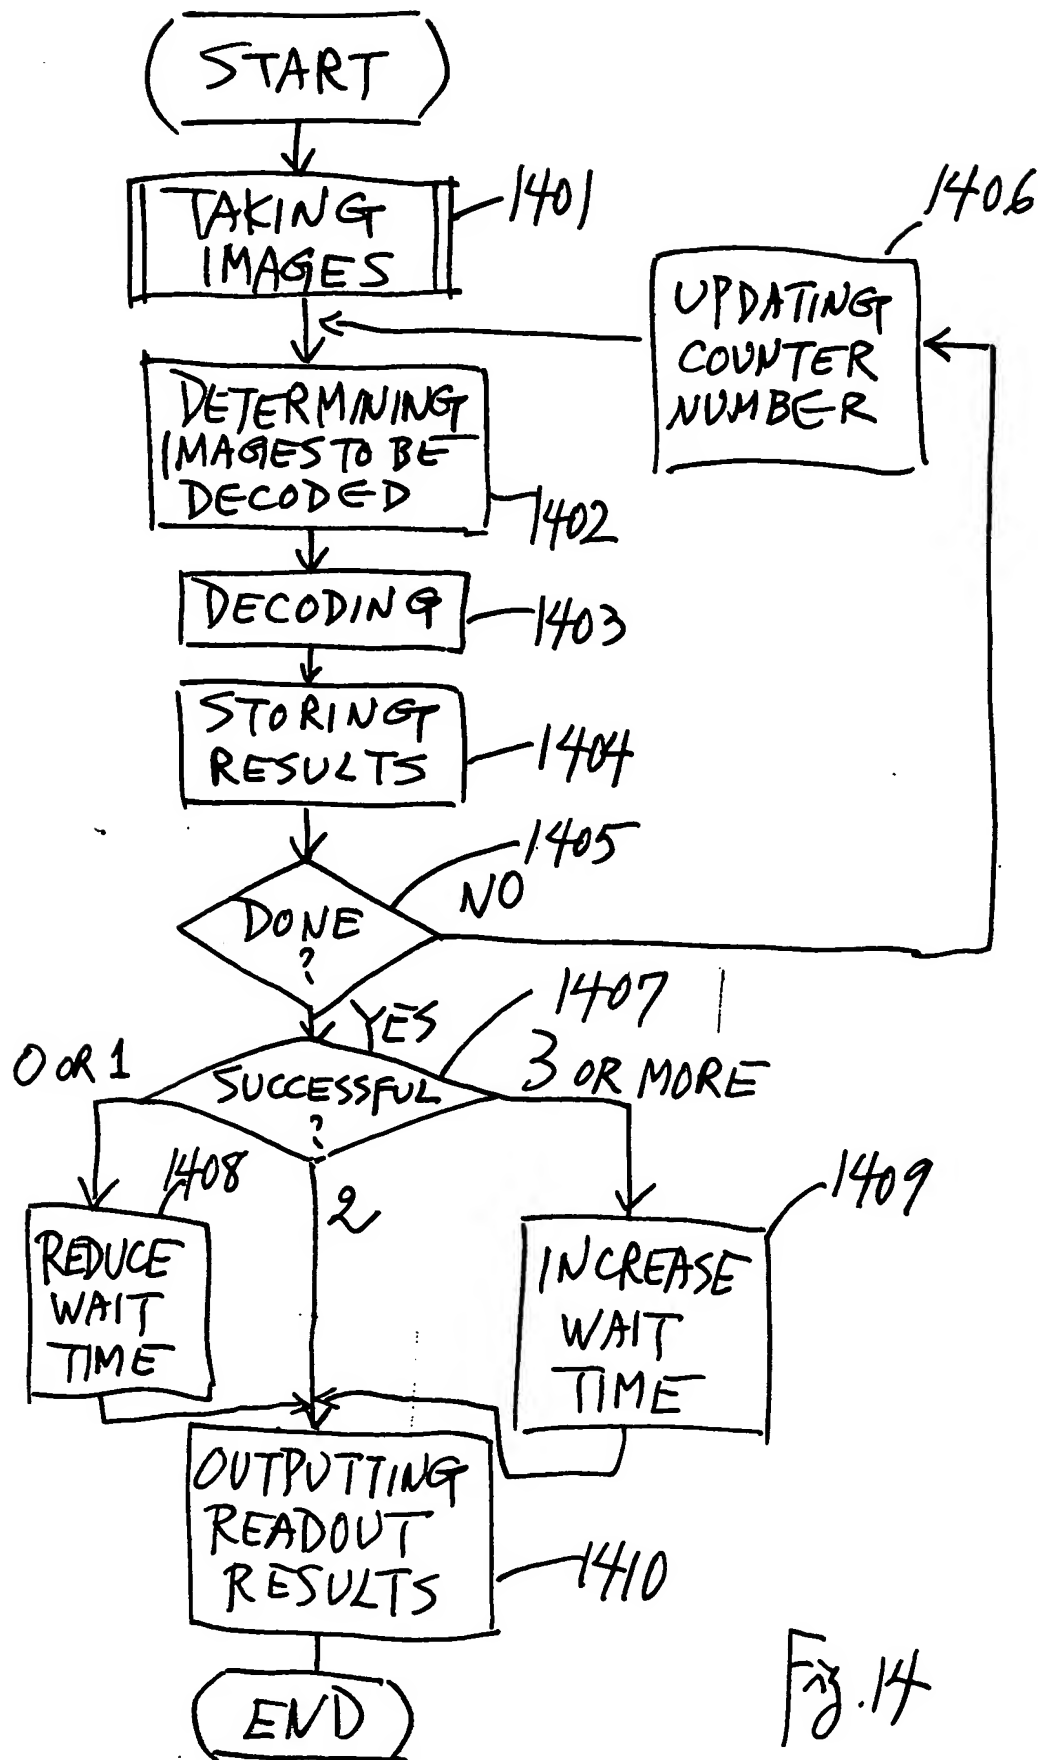 START
TAKING
IMAGES
1401
1406
UPDATING
COUNTER
NUMBER
DETERMINING
IMAGES TO BE
DECODED
1402
DECODING
1403
STORING
RESULTS
1404
1405
NO
DONE
?
YES
1407
0 OR 1
SUCCESSFUL
?
3 OR MORE
1408
2
1409
REDUCE
WAIT
TIME
INCREASE
WAIT
TIME
OUTPUTTING
READOUT
RESULTS
1410
END
Fig. 14